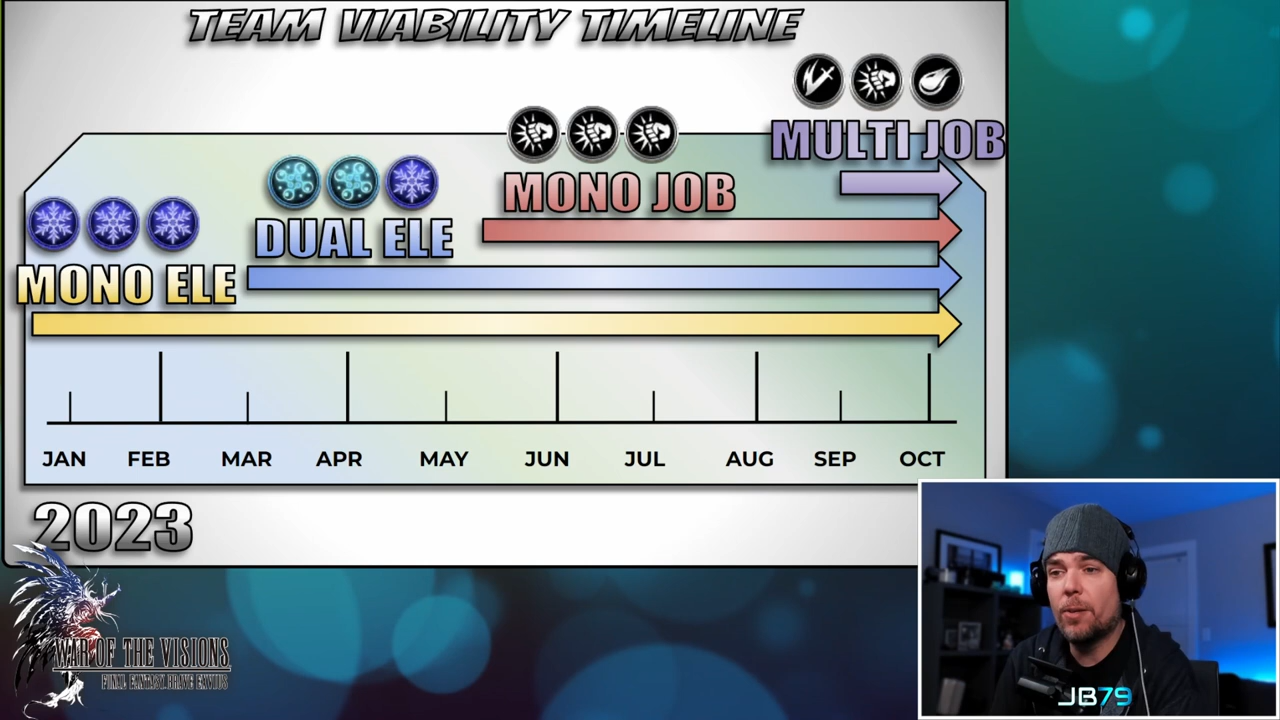 TEAM VIABILITY TIMELINE
MULTI JOB
MONO JOB
DUAL ELE
MONO ELE
JAN FEB MAR APR MAY JUN JUL AUG SEP OCT
2023
WAR OF THE VISIONS
FINAL FANTASY BRAVE EXVIUS
JB79